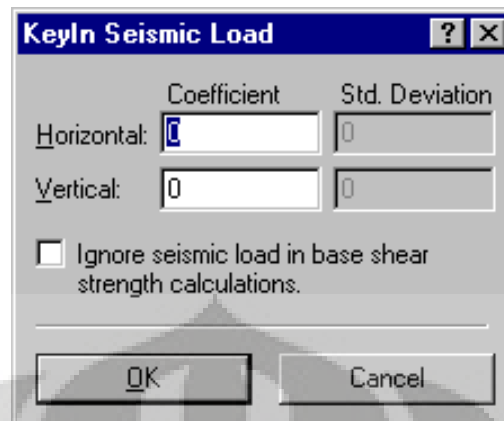 KeyIn Seismic Load
? X
Coefficient Std. Deviation
Horizontal: 0 0
Vertical: 0 0
Ignore seismic load in base shear
strength calculations.
OK Cancel